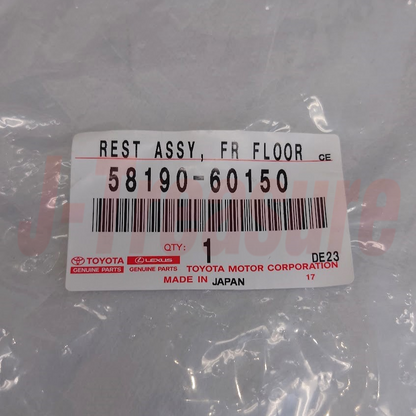 REST ASSY, FR FLOOR CE
58190-60150
QTY: 1 DE23
TOYOTA LEXUS TOYOTA MOTOR CORPORATION
GENUINE PARTS GENUINE PARTS
MADE IN JAPAN 17
J-Treasure